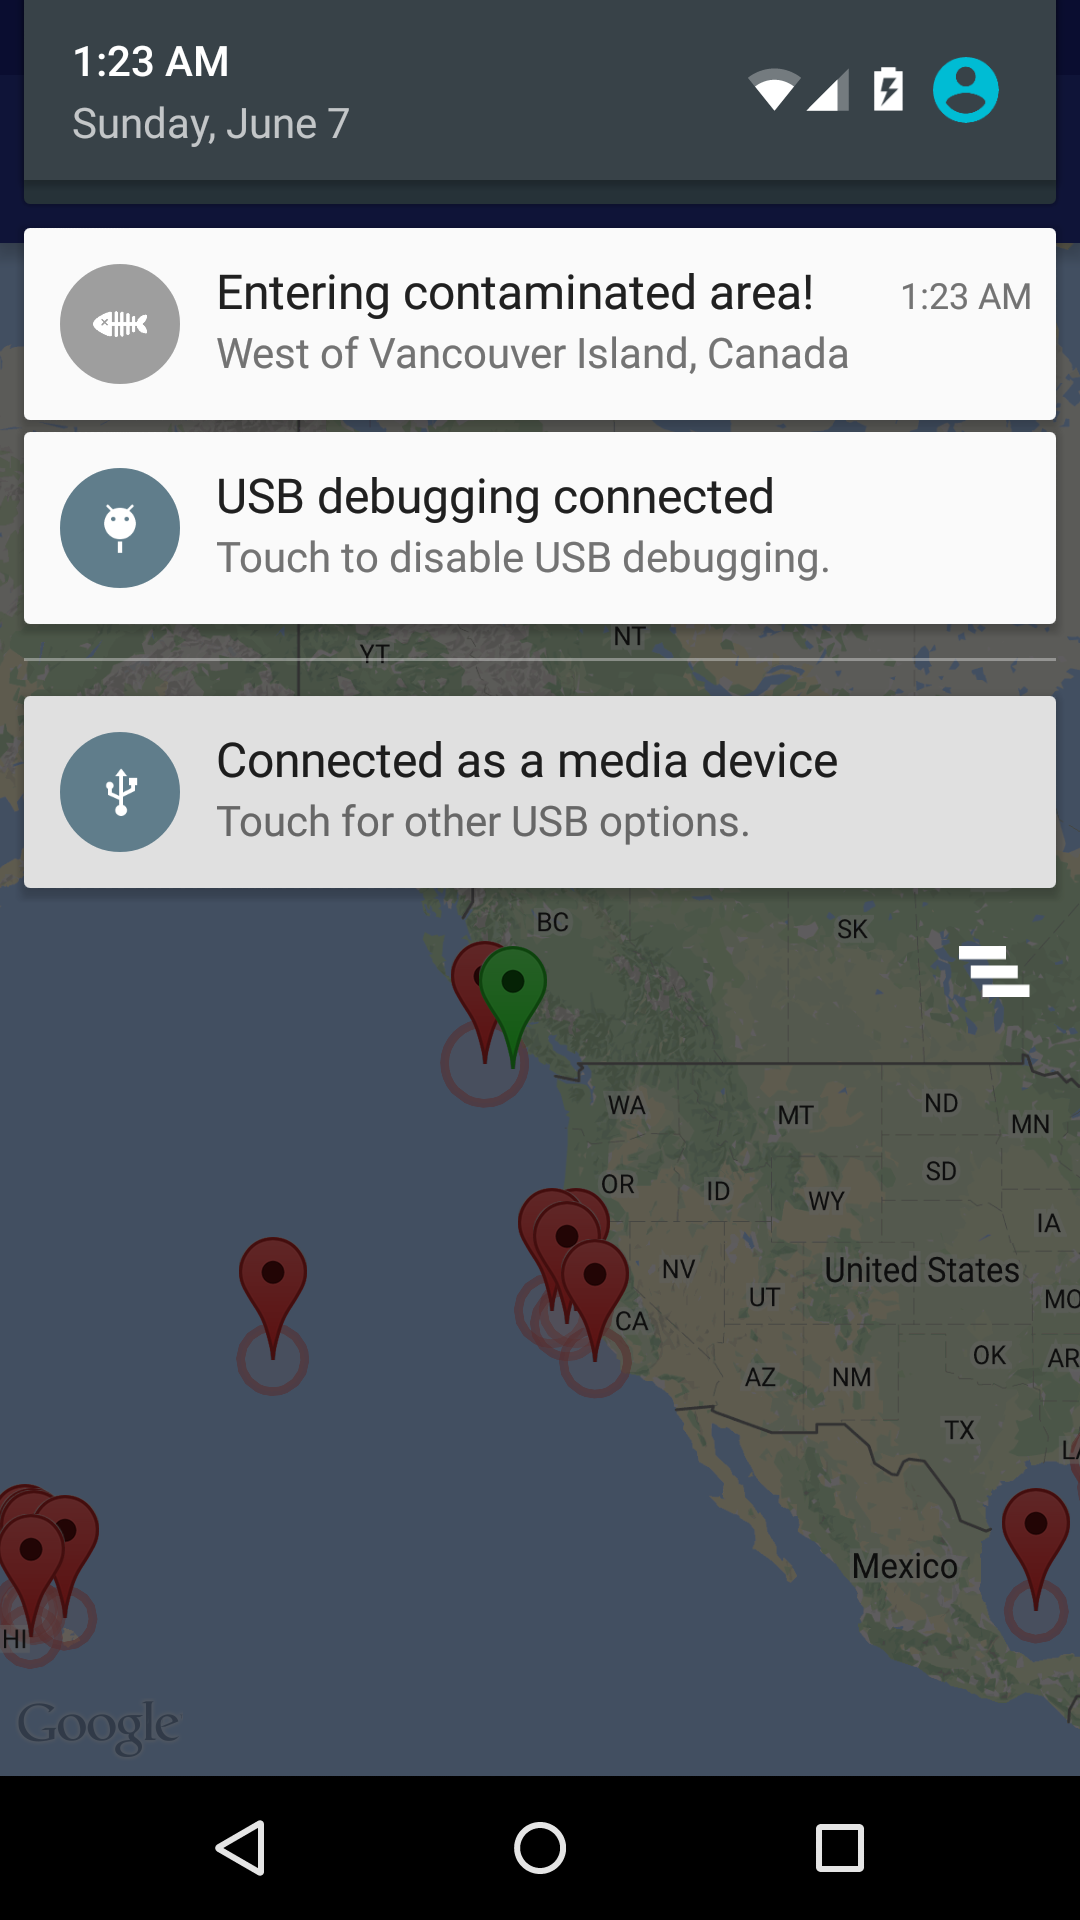 1:23 AM
Sunday, June 7
Entering contaminated area!
1:23 AM
West of Vancouver Island, Canada
USB debugging connected
Touch to disable USB debugging.
YT
NT
Connected as a media device
Touch for other USB options.
BC
SK
WA
MT
ND
MN
OR
ID
SD
WY
IA
NV
United States
UT
MO
CA
OK
AR
AZ
NM
TX
LA
Mexico
HI
Google